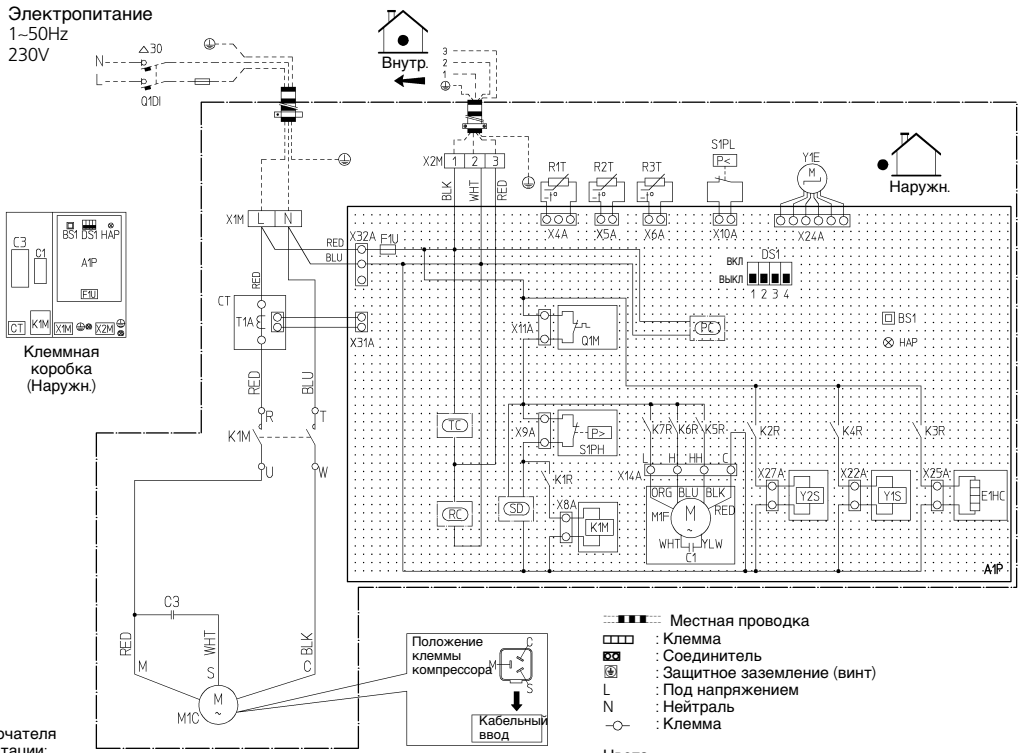 Электропитание
1~50Hz
230V
△30
N
L
Q1DI
Внутр.
3
2
1
X2M 1 2 3
BLK
WHT
RED
R1T
R2T
R3T
S1PL
P<
Y1E
M
Наружн.
X4A
X5A
X6A
X10A
X24A
X1M L N
X32A
F1U
RED
BLU
DS1
ВКЛ
ВЫКЛ
1 2 3 4
BS1
HAP
BS1 DS1 HAP
C3
C1
A1P
F1U
CT
K1M
X1M
X2M
Клеммная
коробка
(Наружн.)
RED
CT
T1A
X31A
X11A
Q1M
PC
RED
BLU
R
T
K1M
U
W
TC
RC
X9A
P>
S1PH
K1R
SD
X8A
K1M
K7R
K6R
K5R
K2R
K4R
K3R
L
H
HH
C
X14A
ORG
BLU
BLK
RED
M1F
M
~
WHT
YLW
C1
X27A
Y2S
X22A
Y1S
X25A
E1HC
A1P
C3
RED
WHT
BLK
M
S
C
M
~
M1C
Положение
клеммы
компрессора
M
C
S
Кабельный
ввод
Местная проводка
: Клемма
: Соединитель
: Защитное заземление (винт)
L : Под напряжением
N : Нейтраль
: Клемма